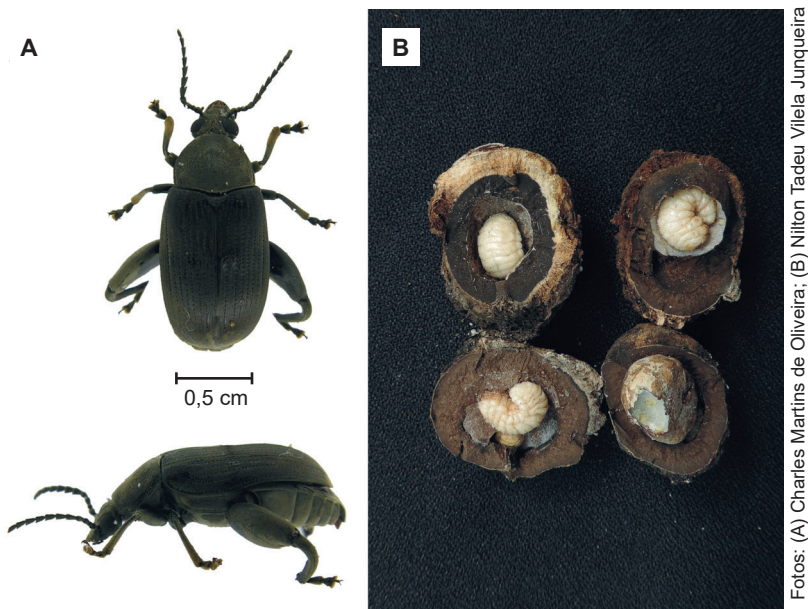 A
B
0,5 cm
Fotos: (A) Charles Martins de Oliveira; (B) Nilton Tadeu Vilela Junqueira